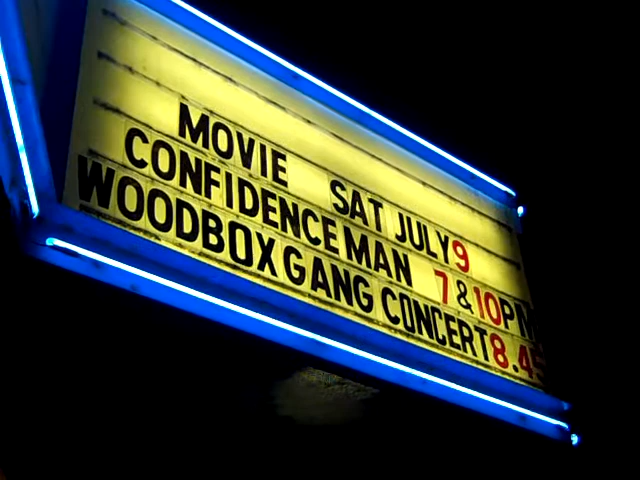 MOVIE SAT JULY 9
CONFIDENCE MAN 7 & 10PM
WOODBOX GANG CONCERT 8.45